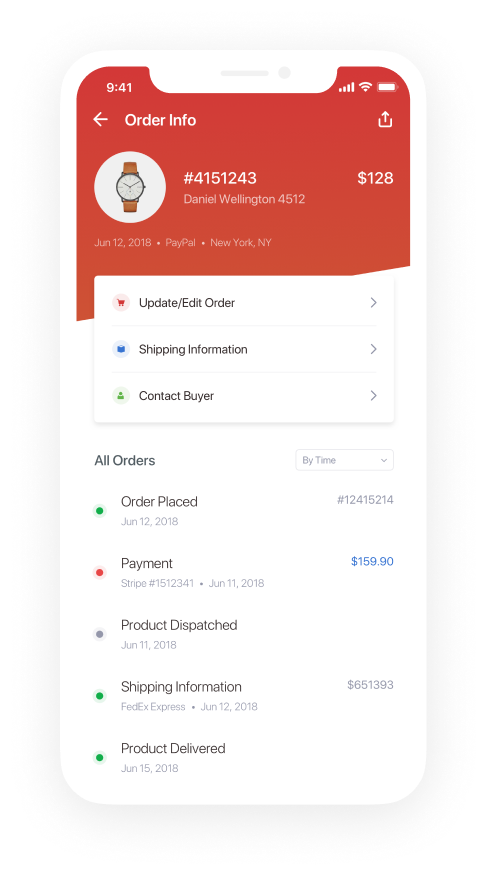 9:41
Order Info
#4151243 $128
Daniel Wellington 4512
Jun 12, 2018 • PayPal • New York, NY
Update/Edit Order
Shipping Information
Contact Buyer
All Orders By Time
Order Placed #12415214
Jun 12, 2018
Payment $159.90
Stripe #1512341 • Jun 11, 2018
Product Dispatched
Jun 11, 2018
Shipping Information $651393
FedEx Express • Jun 12, 2018
Product Delivered
Jun 15, 2018